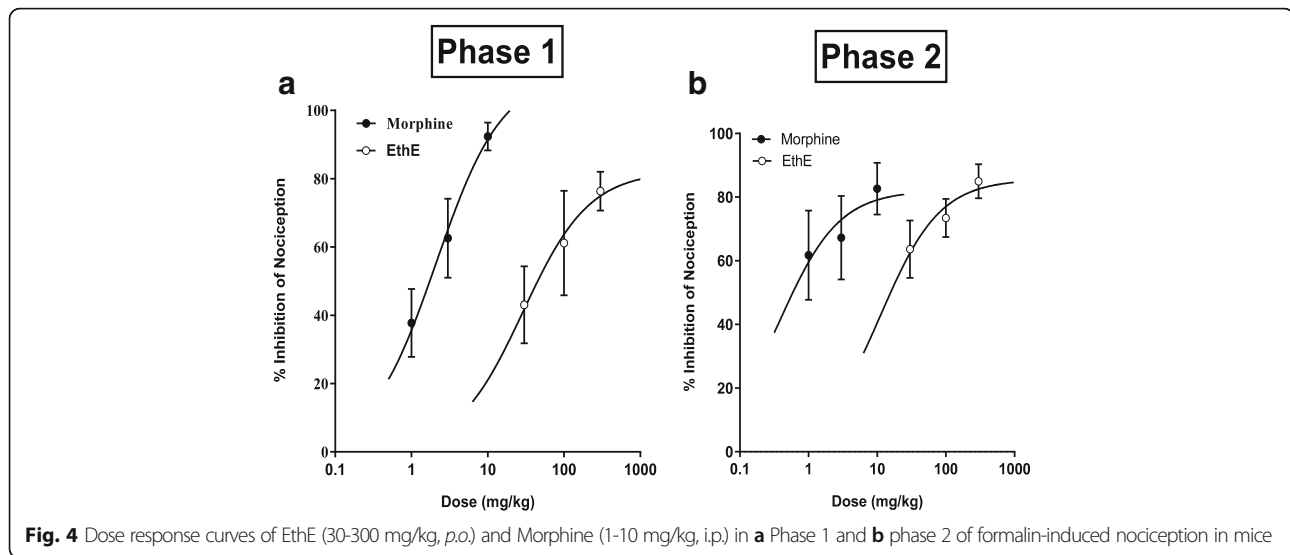 Phase 1
Phase 2
a
b
Morphine
EthE
100
80
60
40
20
0
% Inhibition of Nociception
0.1 1 10 100 1000
Dose (mg/kg)
Morphine
EthE
100
80
60
40
20
0
% Inhibition of Nociception
0.1 1 10 100 1000
Dose (mg/kg)
Fig. 4 Dose response curves of EthE (30-300 mg/kg, p.o.) and Morphine (1-10 mg/kg, i.p.) in a Phase 1 and b phase 2 of formalin-induced nociception in mice